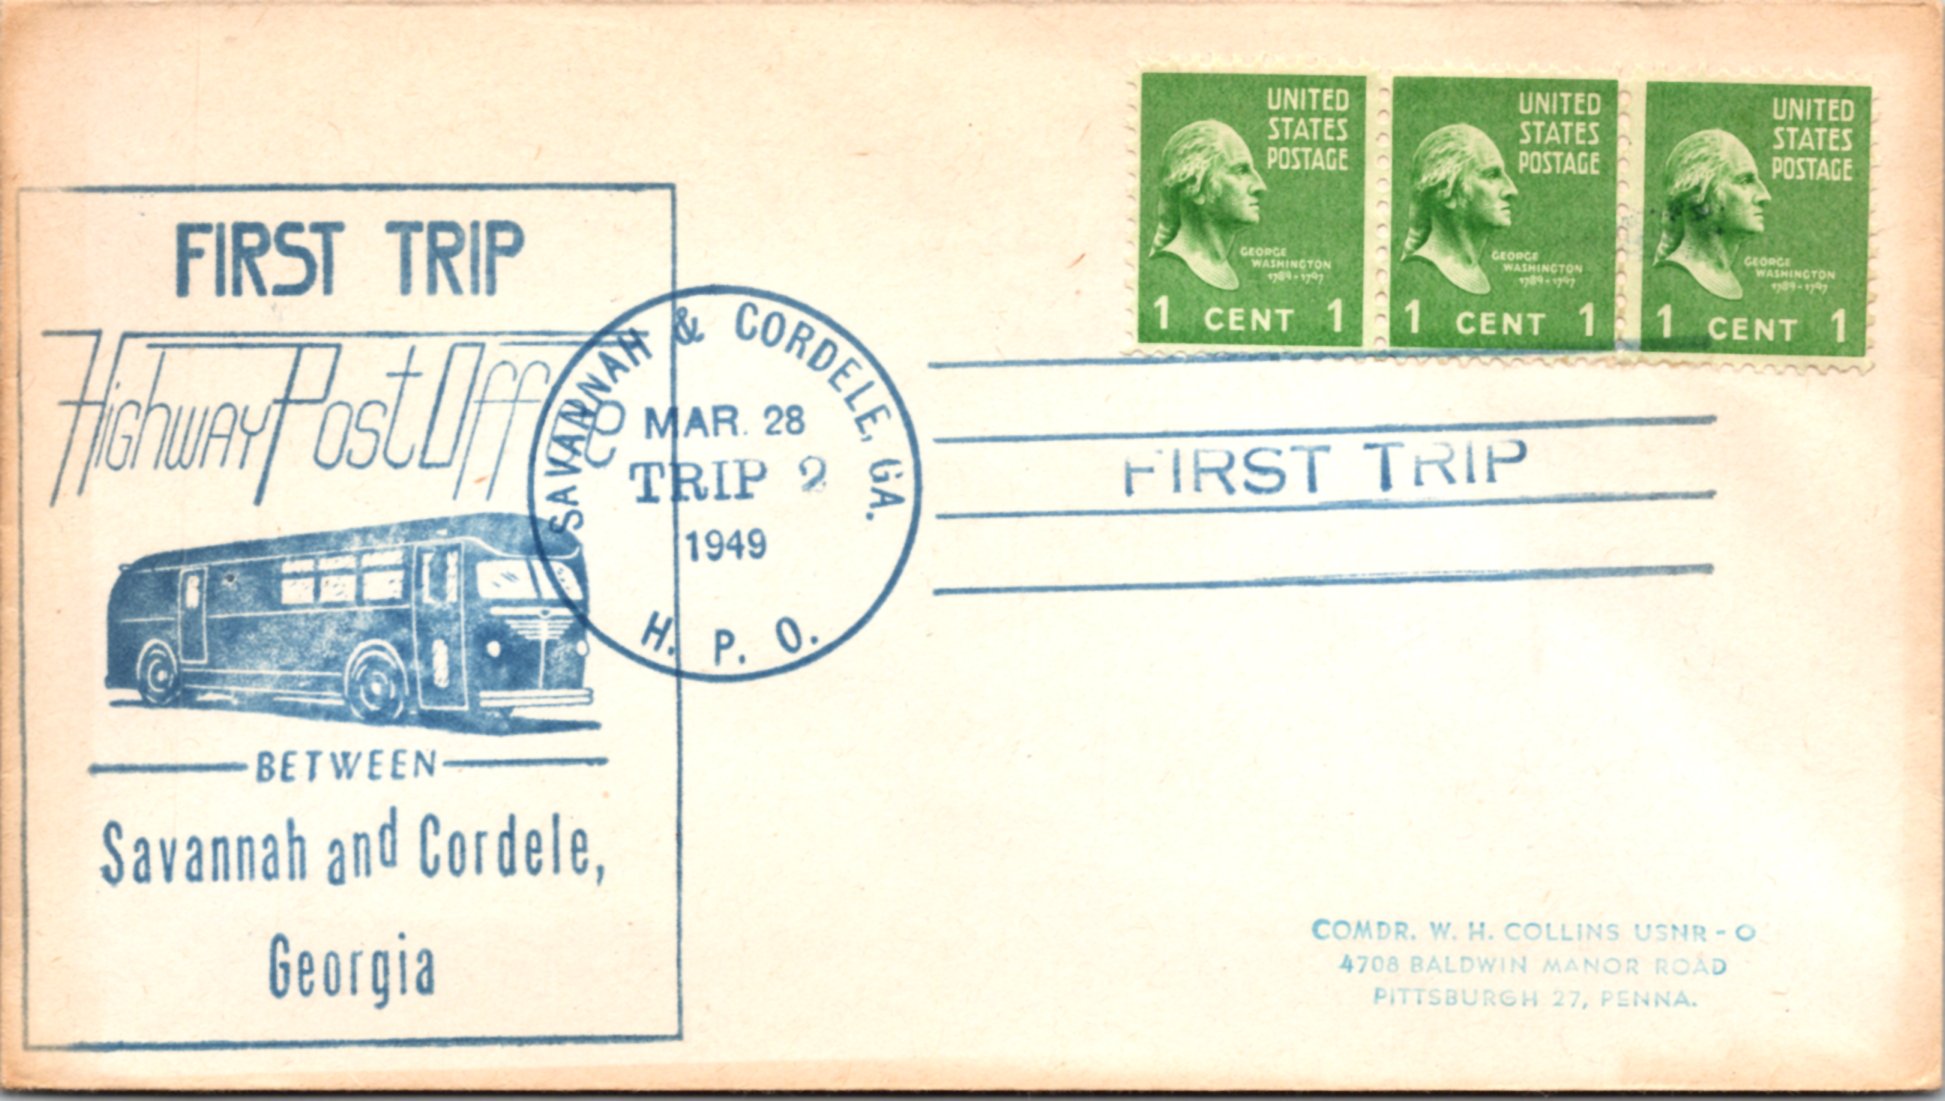 UNITED
STATES
POSTAGE
GEORGE
WASHINGTON
1789-1797
1 CENT 1
UNITED
STATES
POSTAGE
GEORGE
WASHINGTON
1789-1797
1 CENT 1
UNITED
STATES
POSTAGE
GEORGE
WASHINGTON
1789-1797
1 CENT 1
FIRST TRIP
Highway Post Office
BETWEEN
Savannah and Cordele,
Georgia
SAVANNAH & CORDELE, GA.
MAR. 28
TRIP 2
1949
H. P. O.
FIRST TRIP
COMDR. W. H. COLLINS USNR - O
4708 BALDWIN MANOR ROAD
PITTSBURGH 27, PENNA.